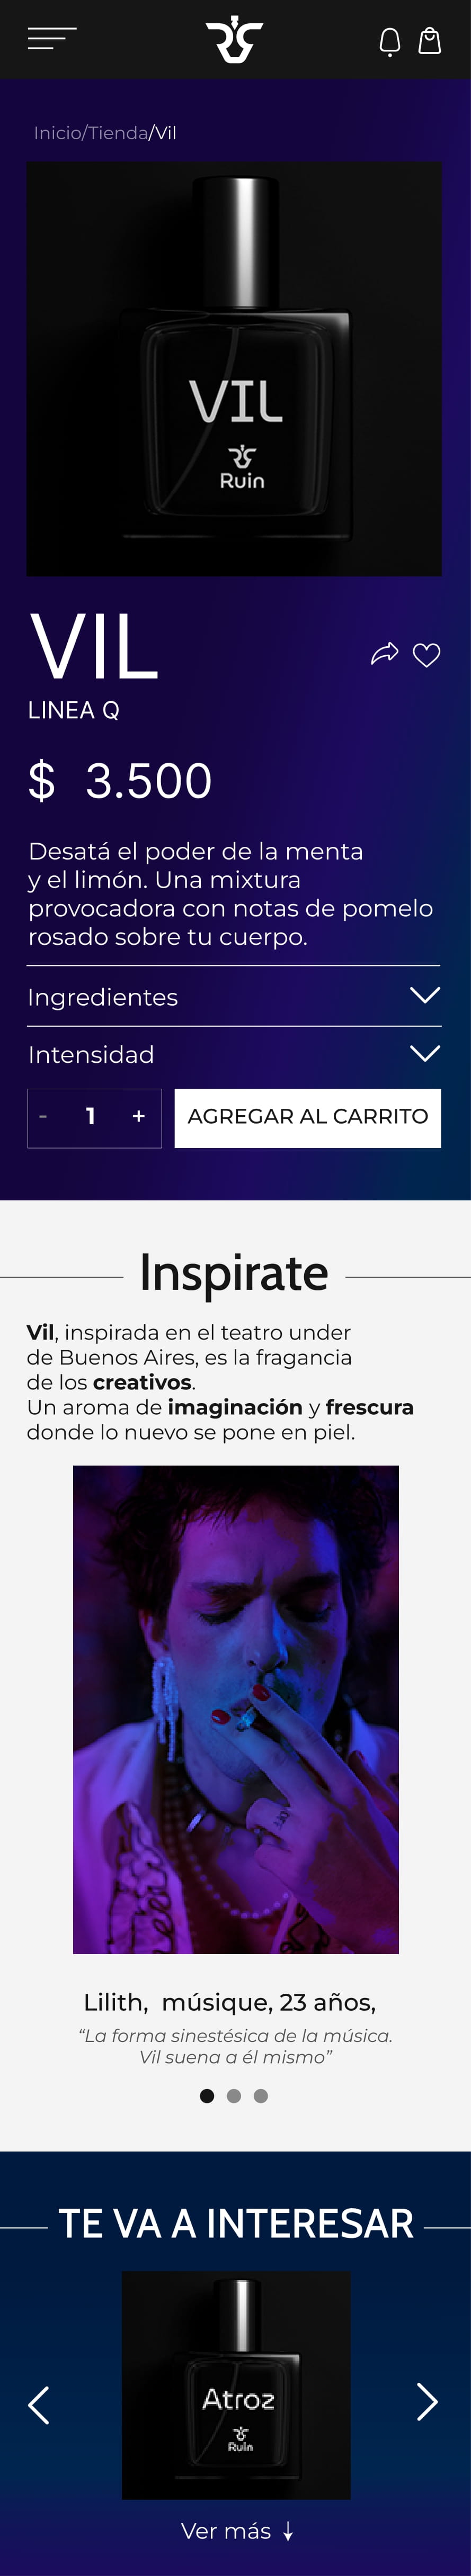 Inicio/Tienda/Vil
VIL
Ruin
VIL
LINEA Q
$ 3.500
Desatá el poder de la menta
y el limón. Una mixtura
provocadora con notas de pomelo
rosado sobre tu cuerpo.
Ingredientes
Intensidad
- 1 + AGREGAR AL CARRITO
Inspirate
Vil, inspirada en el teatro under
de Buenos Aires, es la fragancia
de los creativos.
Un aroma de imaginación y frescura
donde lo nuevo se pone en piel.
Lilith, músique, 23 años,
“La forma sinestésica de la música.
Vil suena a él mismo”
TE VA A INTERESAR
Atroz
Ruin
Ver más ↓